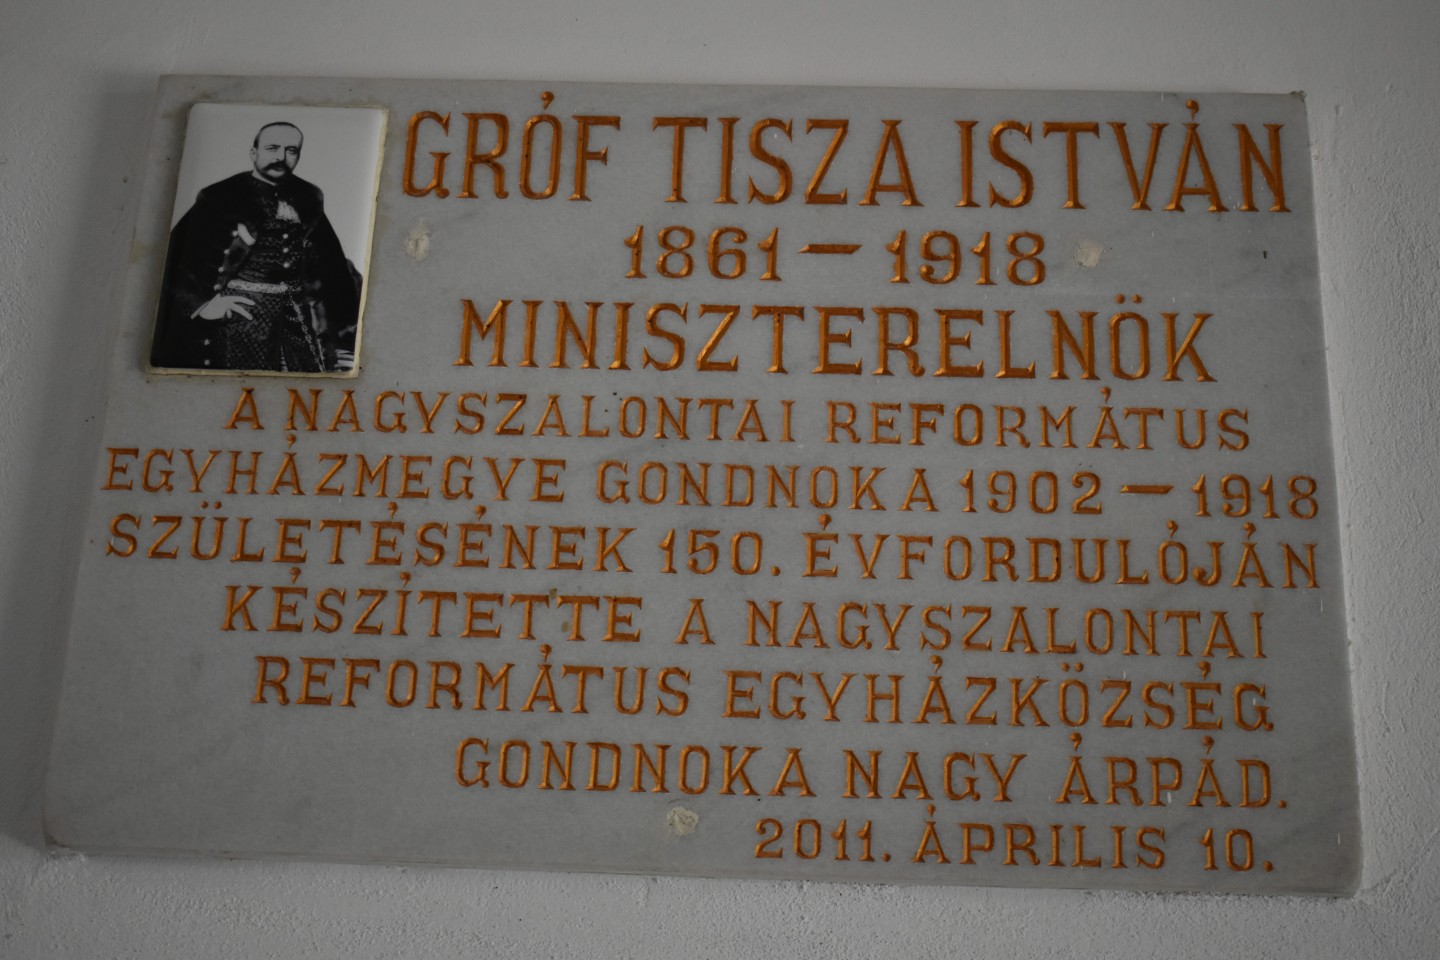 GRÓF TISZA ISTVÁN
1861 – 1918
MINISZTERELNÖK
A NAGYSZALONTAI REFORMÁTUS
EGYHÁZMEGYE GONDNOKA 1902 – 1918
SZÜLETÉSÉNEK 150. ÉVFORDULÓJÁN
KÉSZÍTETTE A NAGYSZALONTAI
REFORMÁTUS EGYHÁZKÖZSÉG
GONDNOKA NAGY ÁRPÁD.
2011. ÁPRILIS 10.